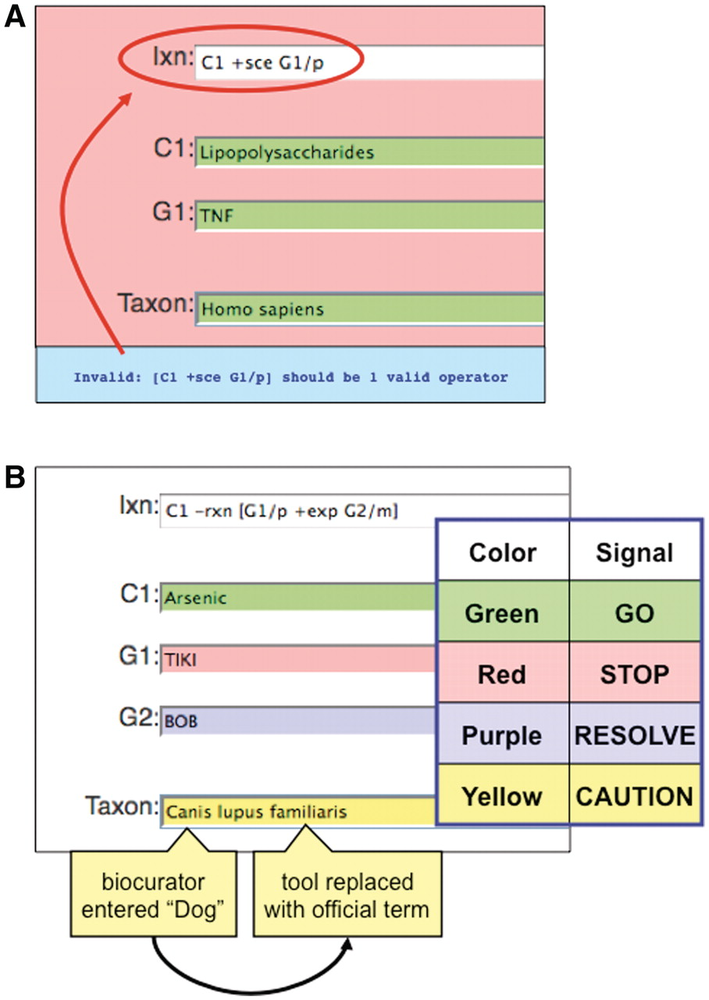 A
Ixn: C1 +sce G1/p
C1: Lipopolysaccharides
G1: TNF
Taxon: Homo sapiens
Invalid: [C1 +sce G1/p] should be 1 valid operator
B
Ixn: C1 -rxn [G1/p +exp G2/m]
C1: Arsenic
G1: TIKI
G2: BOB
Taxon: Canis lupus familiaris
Color Signal
Green GO
Red STOP
Purple RESOLVE
Yellow CAUTION
biocurator
entered “Dog”
tool replaced
with official term